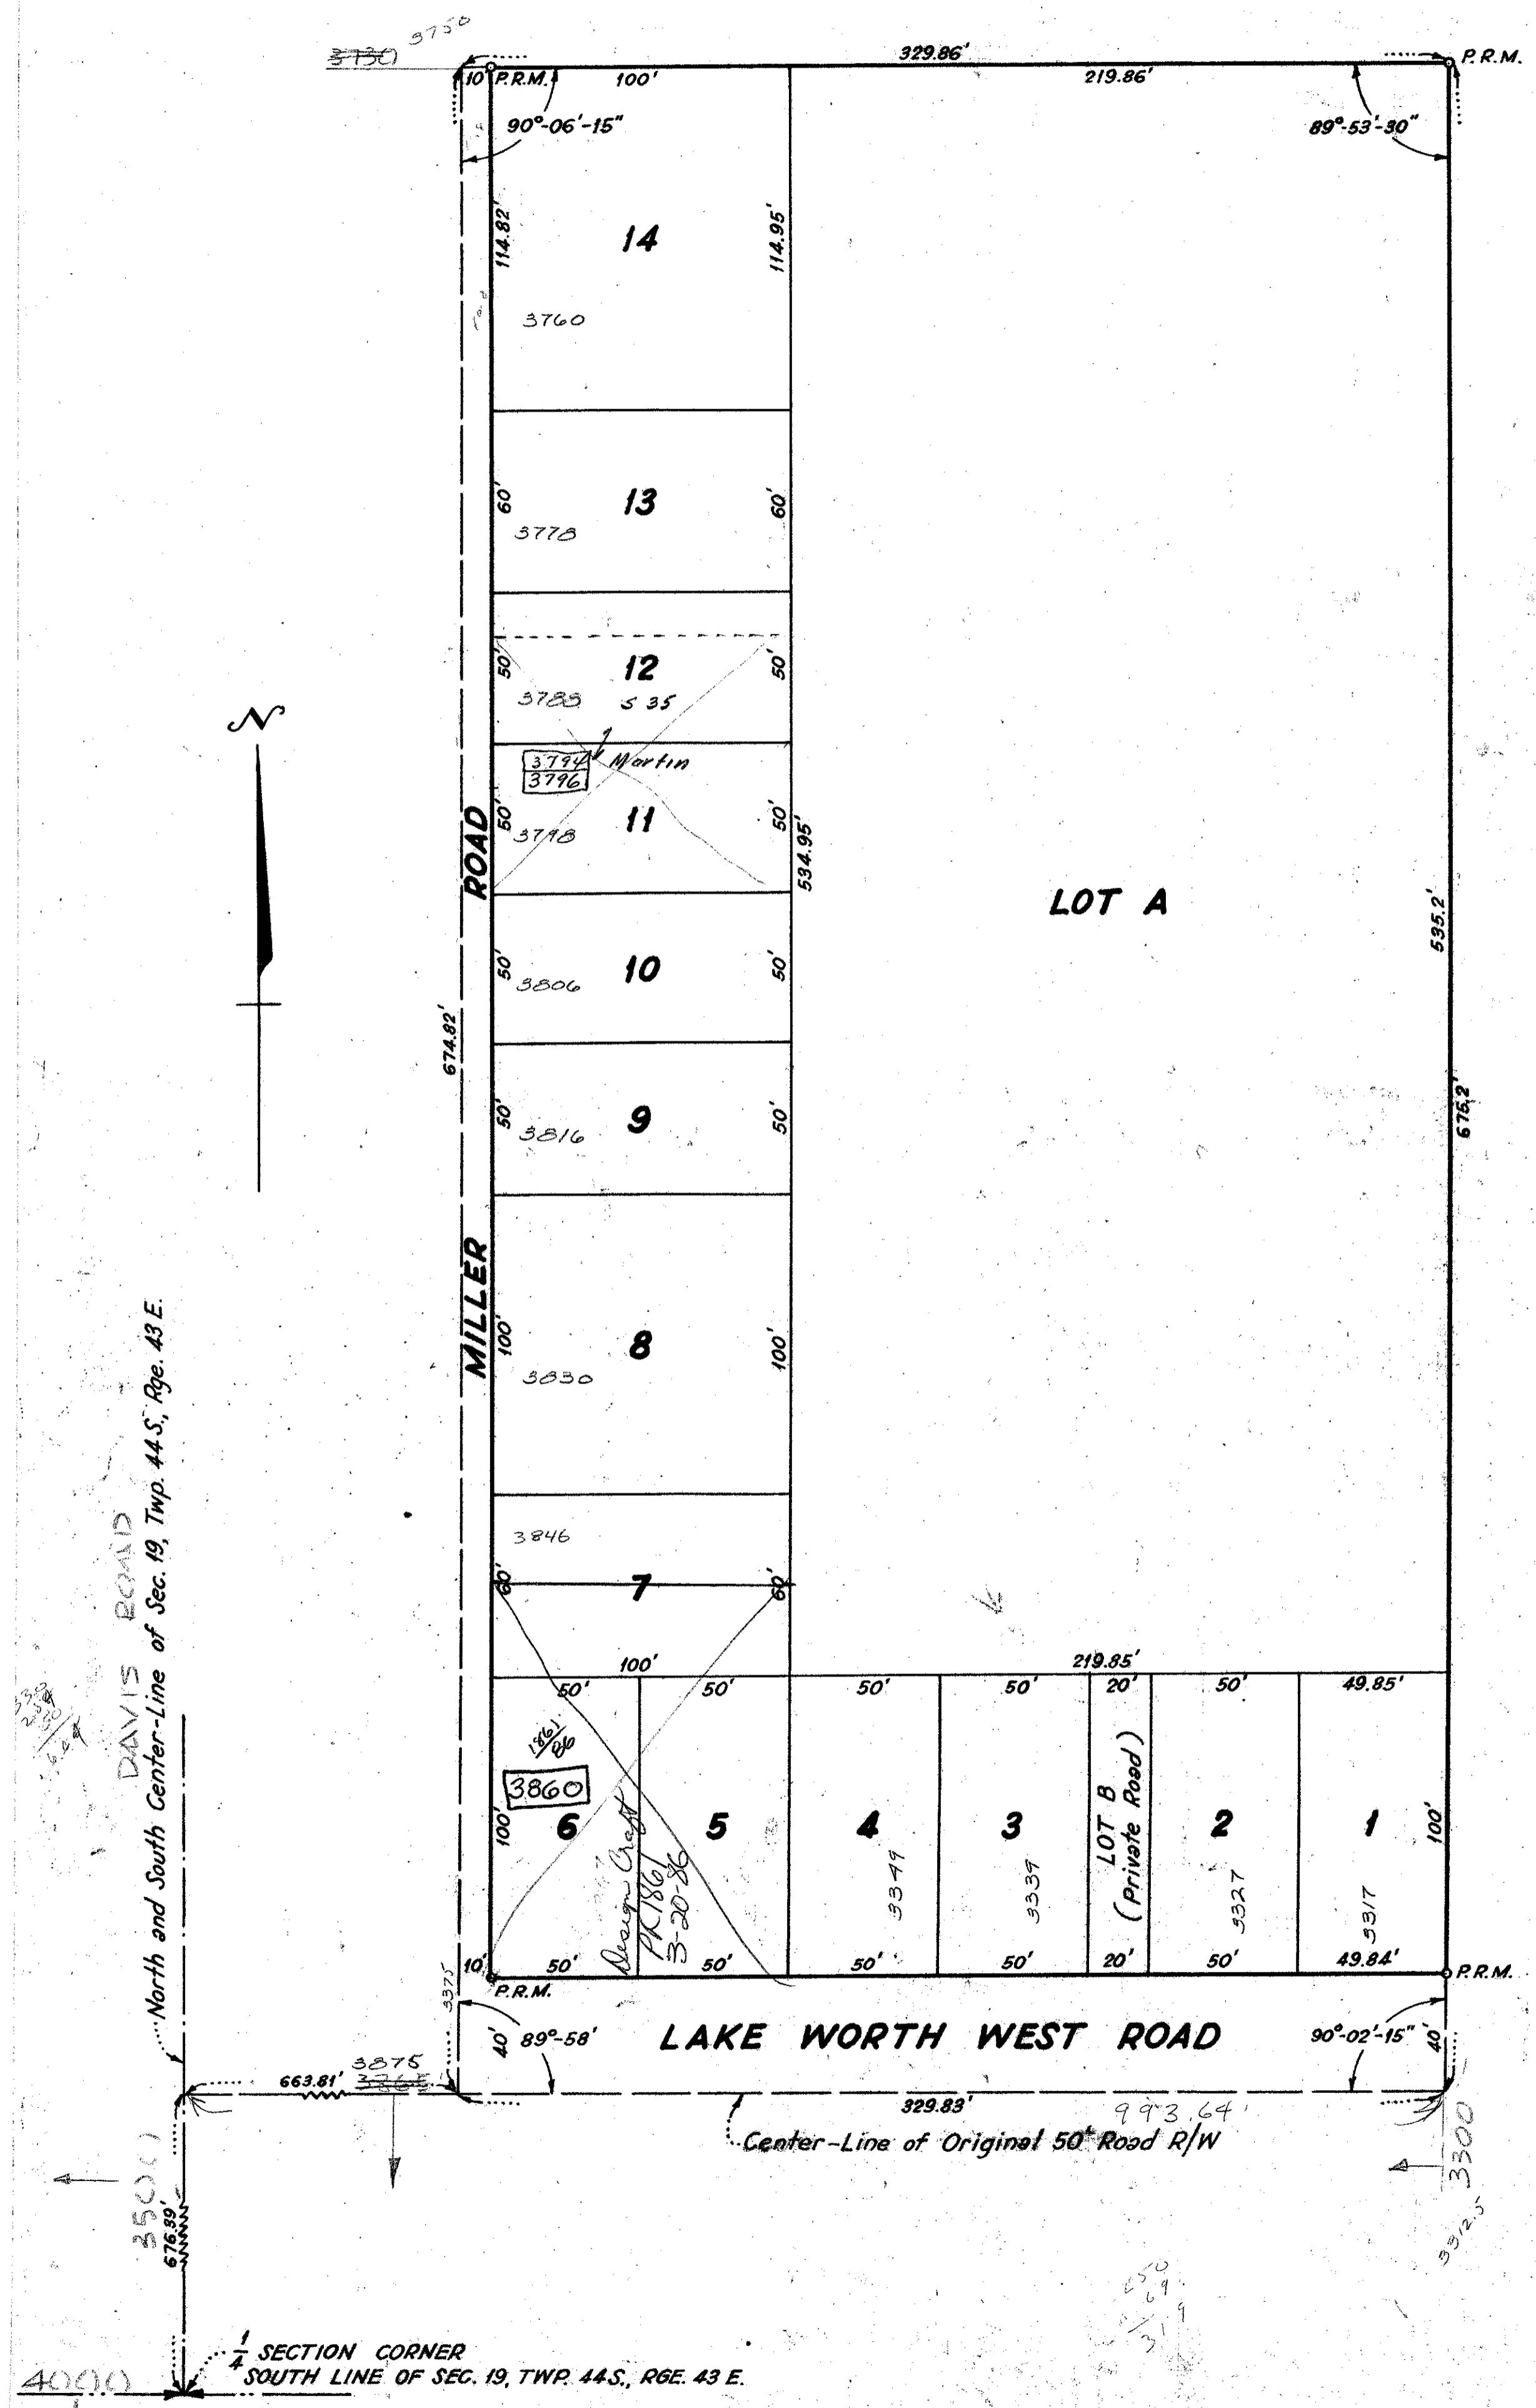 3750
3730
329.86'
P.R.M.
10' P.R.M. 100' 219.86'
90°-06'-15" 89°-53'-30"
114.82' 14 114.95'
3760
60' 13 60'
3778
50' 12 50'
3788 S 35
3794 Martin
3796
50' 11 50'
3798
534.95'
LOT A
535.2'
N
50' 10 50'
3806
674.82'
50' 9 50'
3816
675.2'
MILLER ROAD
100' 8 100'
3830
3846
60' 7 60'
DAVIS ROAD
North and South Center-Line of Sec. 19, Twp. 44 S., Rge. 43 E.
100' 219.85'
50' 50' 50' 50' 20' 50' 49.85'
1861/86
3860
100' 6 5 4 3 2 1 100'
LOT B
(Private Road)
Design Craft
PR 1861
3-20-86
3349 3339 3327 3317
10' 50' 50' 50' 50' 20' 50' 49.84'
P.R.M. P.R.M.
3375
40' 89°-58' LAKE WORTH WEST ROAD 90°-02'-15" 40'
3875
663.81' 3865
329.83' 993.64'
Center-Line of Original 50' Road R/W
3300
3312.5
3500
676.39'
1/4 SECTION CORNER
SOUTH LINE OF SEC. 19, TWP. 44 S., RGE. 43 E.
4000